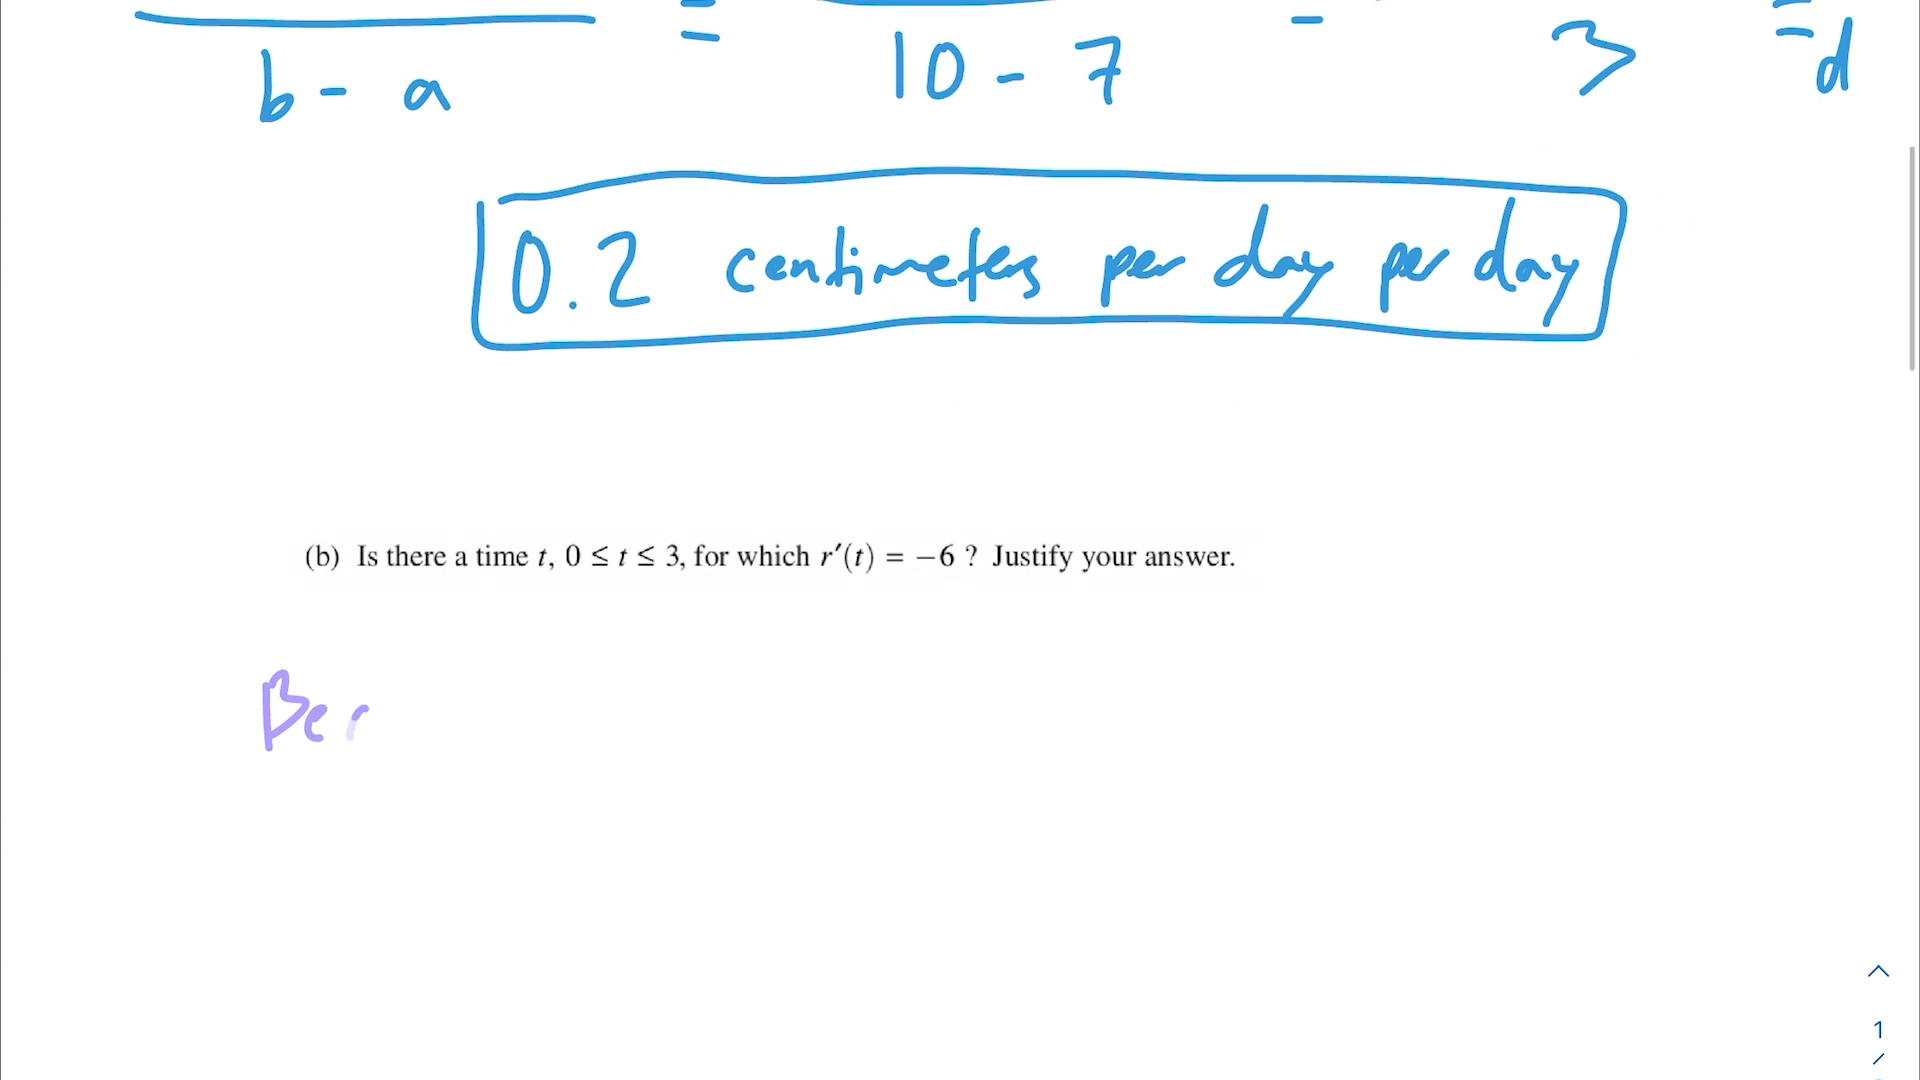 b - a = 10 - 7 - 3 = d
0.2 centimeters per day per day
(b) Is there a time t, 0 ≤ t ≤ 3, for which r′(t) = −6 ? Justify your answer.
Be
1
/